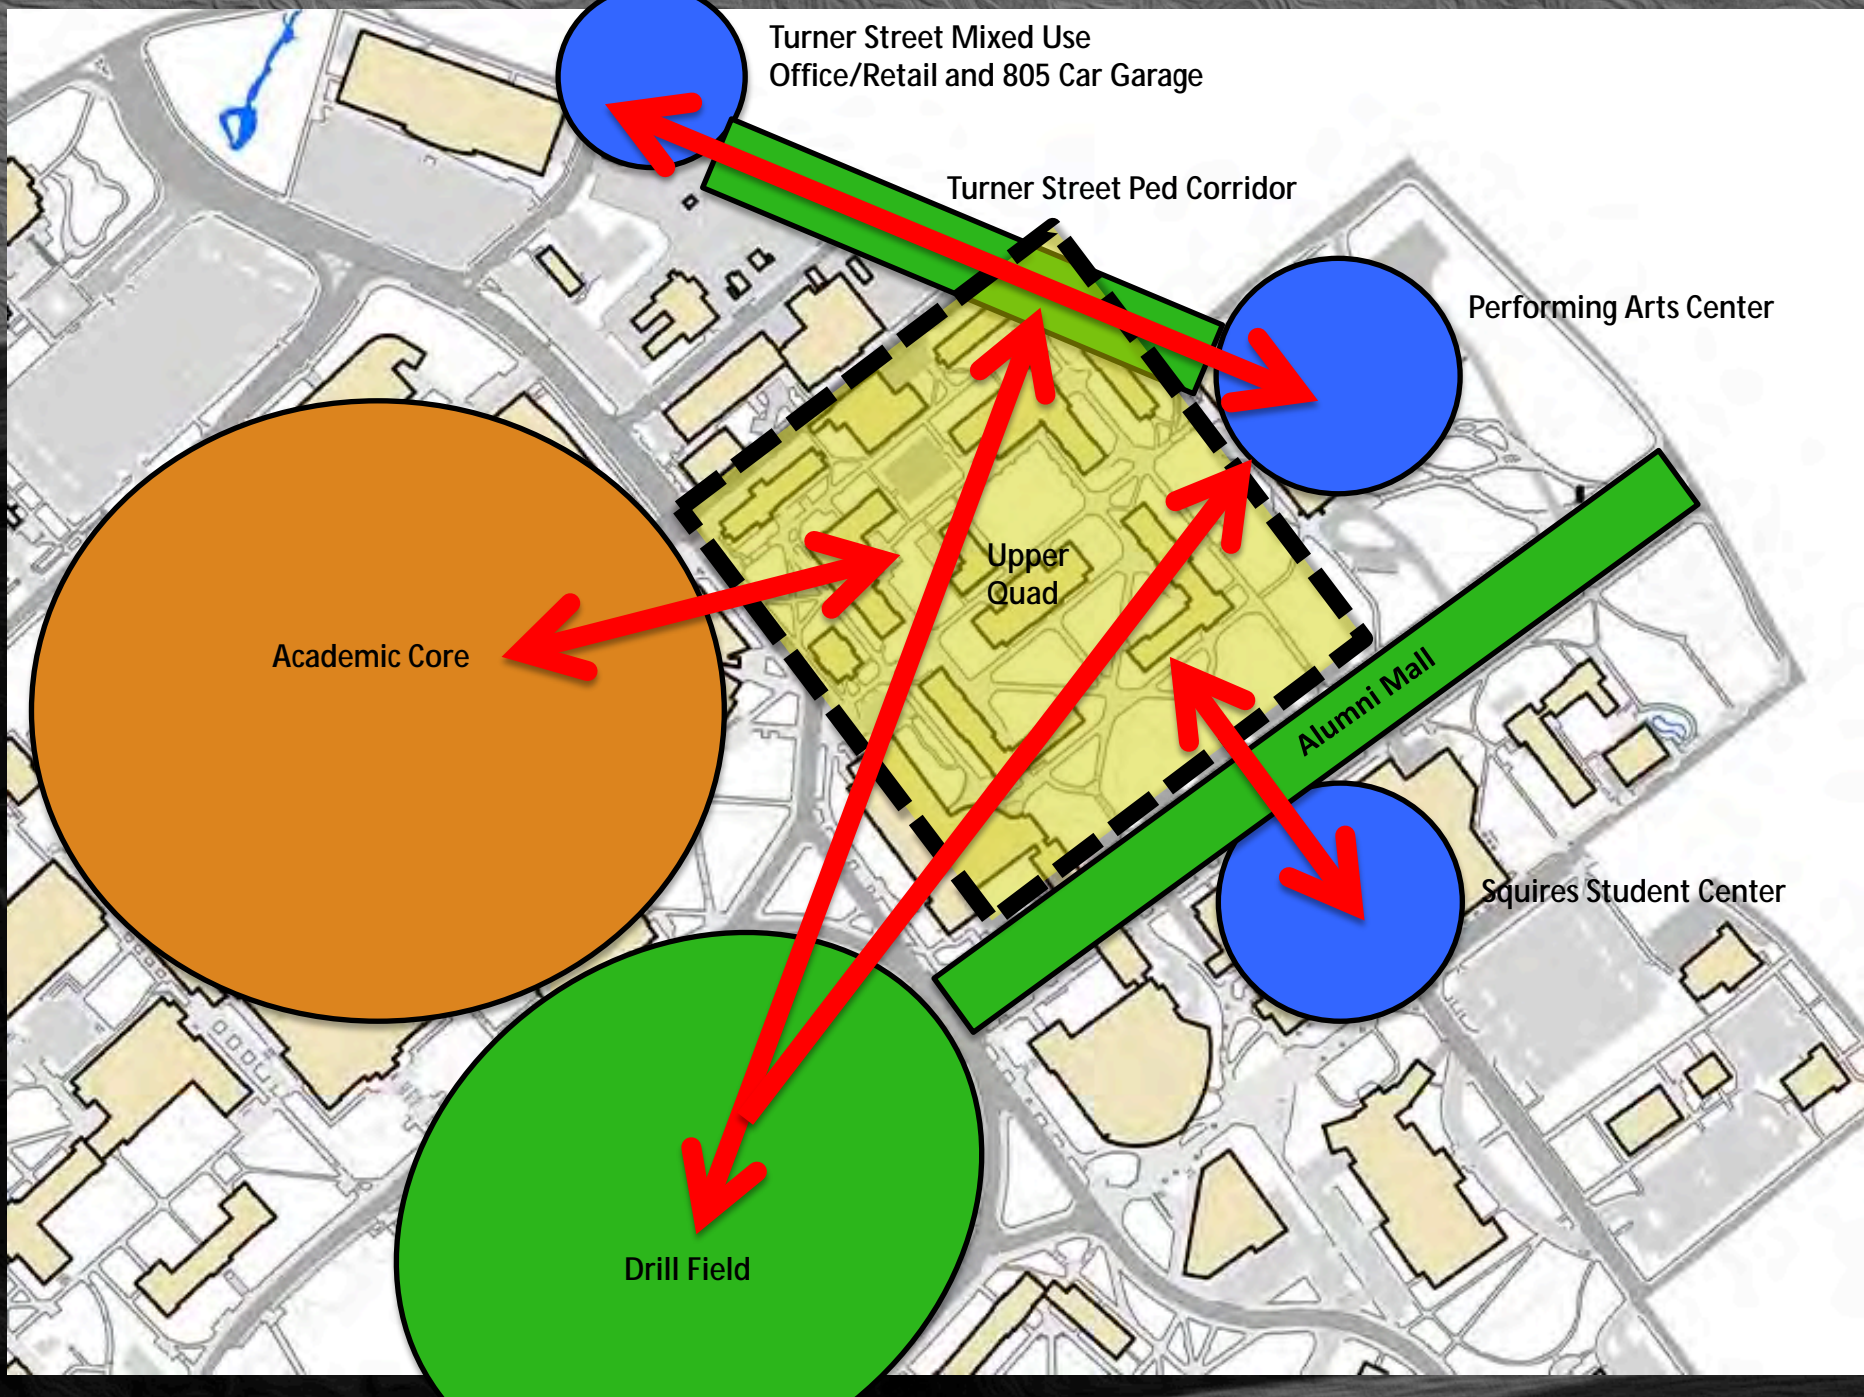 Turner Street Mixed Use
Office/Retail and 805 Car Garage
Turner Street Ped Corridor
Performing Arts Center
Upper
Quad
Academic Core
Alumni Mall
Squires Student Center
Drill Field